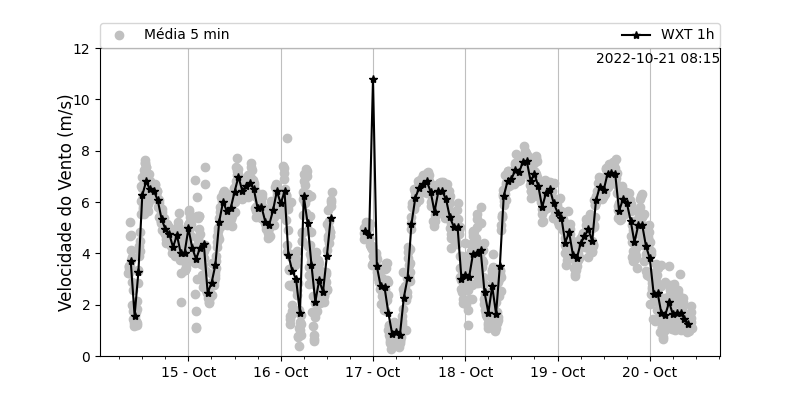 Média 5 min
WXT 1h
2022-10-21 08:15
Velocidade do Vento (m/s)
12
10
8
6
4
2
0
15 - Oct
16 - Oct
17 - Oct
18 - Oct
19 - Oct
20 - Oct